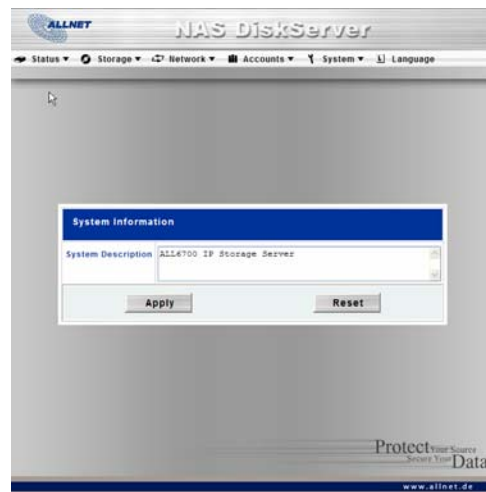 ALLNET
NAS DiskServer
Status Storage Network Accounts System Language
System Information
System Description ALL6700 IP Storage Server
Apply Reset
Protect Your Source
Secure Your Data
www.allnet.de